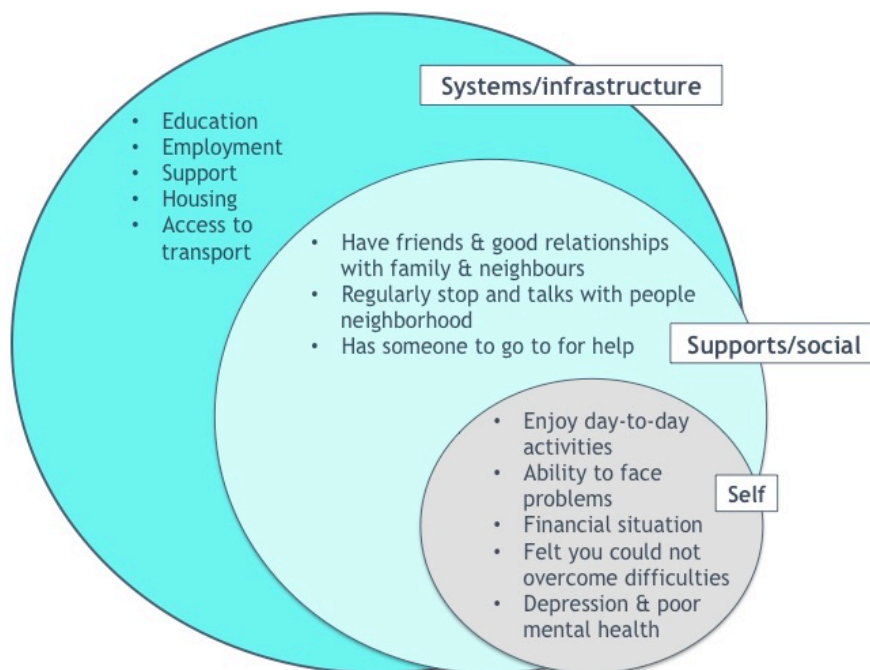 Systems/infrastructure
• Education
• Employment
• Support
• Housing
• Access to
transport
• Have friends & good relationships
with family & neighbours
• Regularly stop and talks with people
neighborhood
• Has someone to go to for help
Supports/social
• Enjoy day-to-day
activities
• Ability to face
problems
• Financial situation
• Felt you could not
overcome difficulties
• Depression & poor
mental health
Self